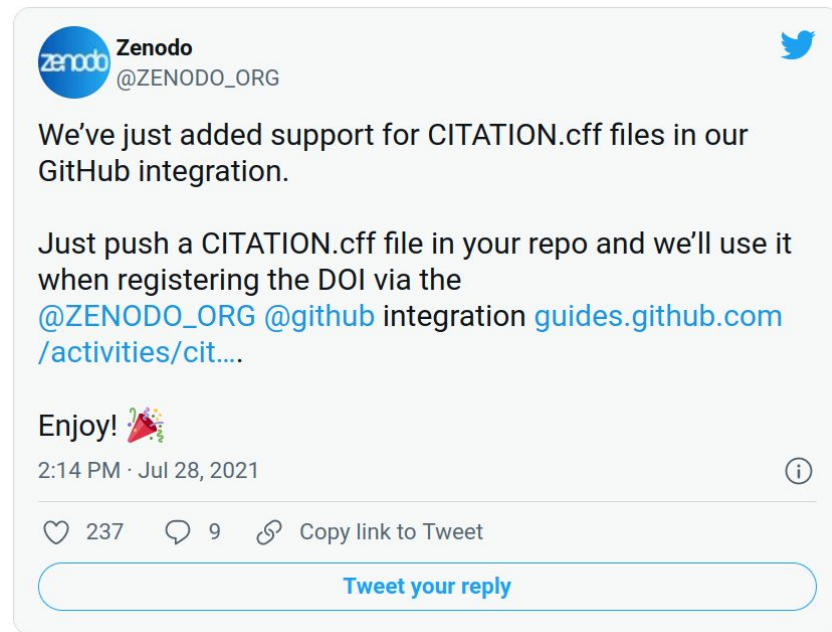 zenodo
Zenodo
@ZENODO_ORG
We’ve just added support for CITATION.cff files in our
GitHub integration.
Just push a CITATION.cff file in your repo and we’ll use it
when registering the DOI via the
@ZENODO_ORG @github integration guides.github.com
/activities/cit….
Enjoy! 🎉
2:14 PM · Jul 28, 2021
237 9 Copy link to Tweet
Tweet your reply